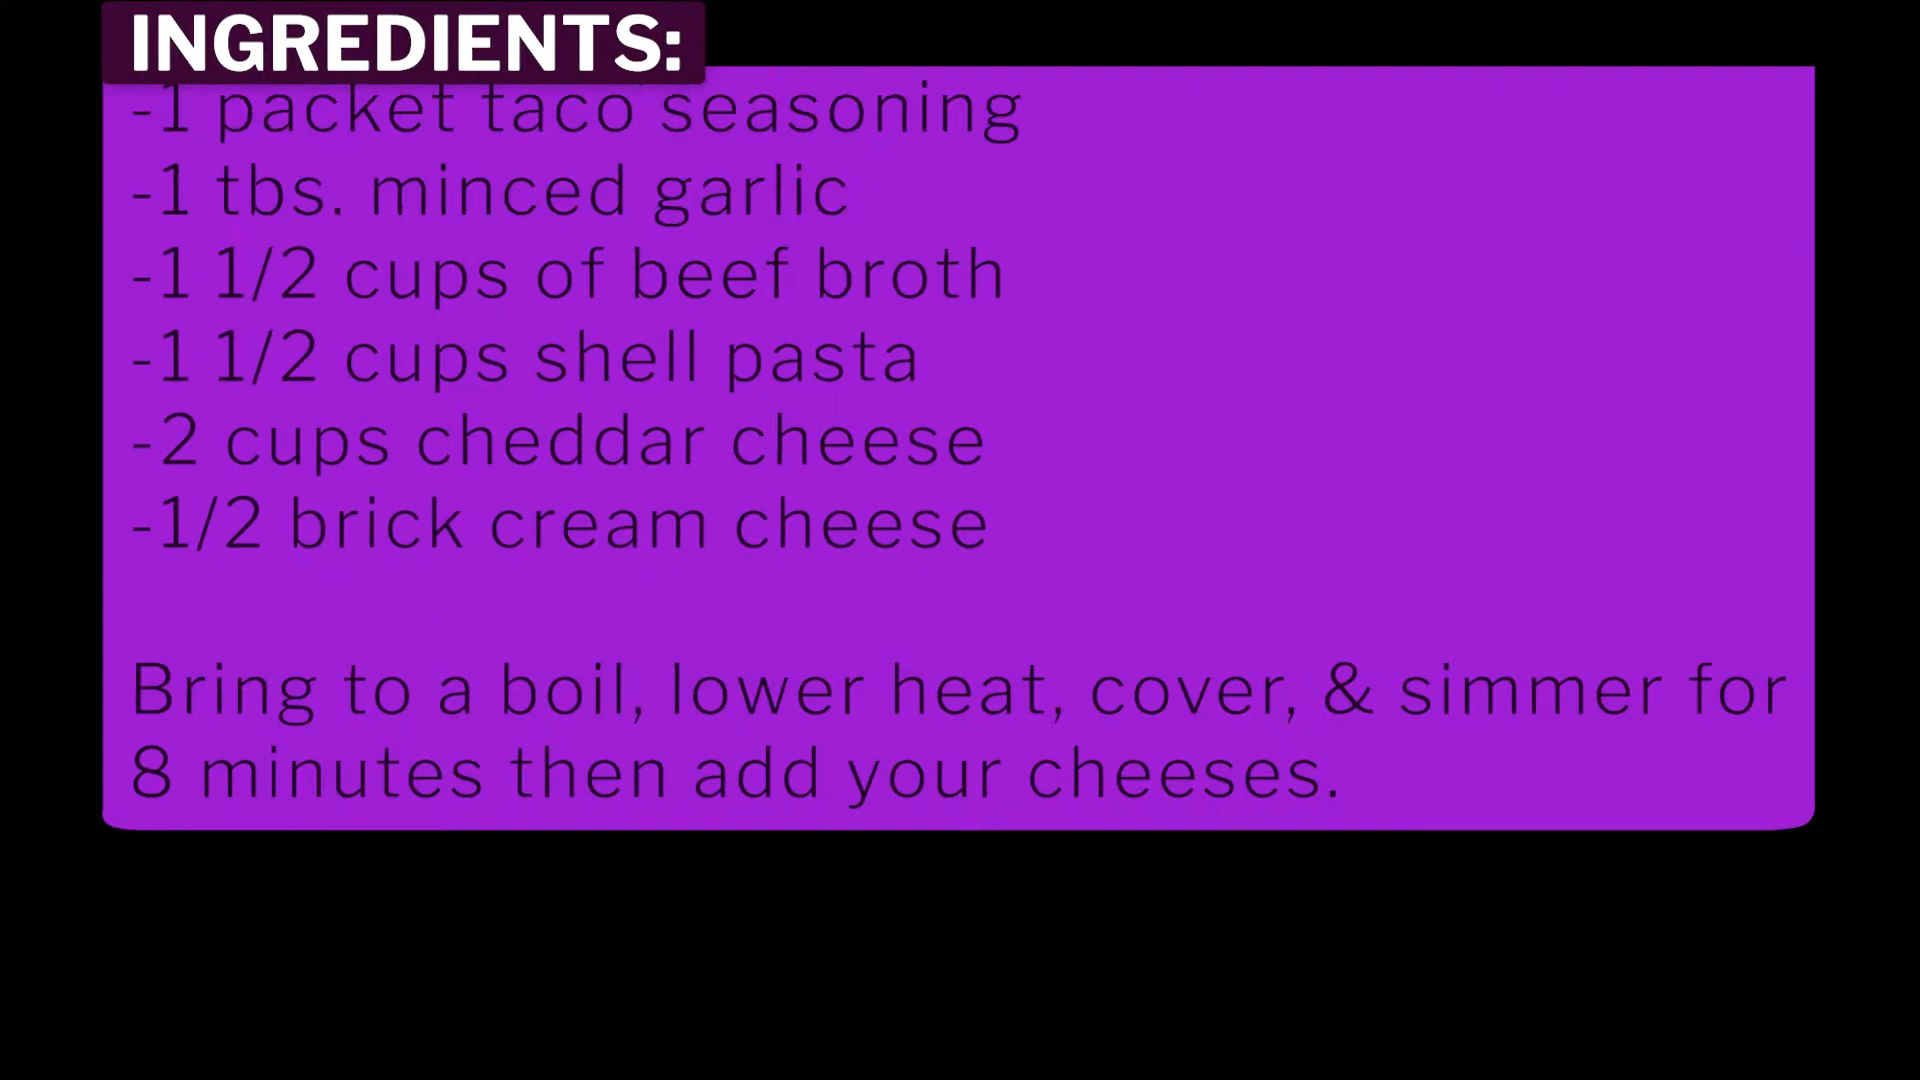 INGREDIENTS:
-1 packet taco seasoning
-1 tbs. minced garlic
-1 1/2 cups of beef broth
-1 1/2 cups shell pasta
-2 cups cheddar cheese
-1/2 brick cream cheese
Bring to a boil, lower heat, cover, & simmer for
8 minutes then add your cheeses.